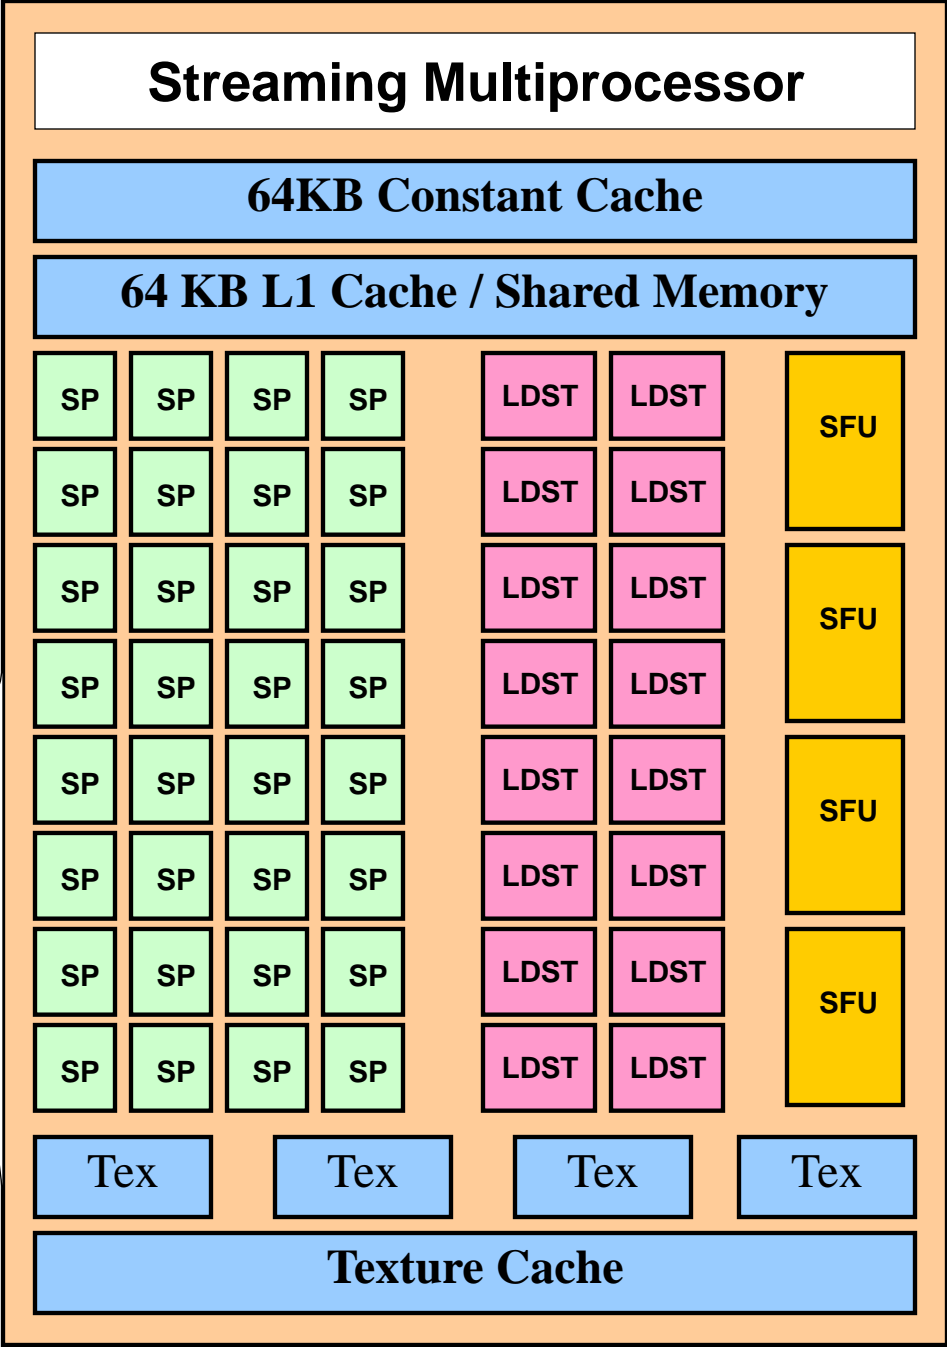 Streaming Multiprocessor
64KB Constant Cache
64 KB L1 Cache / Shared Memory
SP SP SP SP LDST LDST SFU
SP SP SP SP LDST LDST
SP SP SP SP LDST LDST SFU
SP SP SP SP LDST LDST
SP SP SP SP LDST LDST SFU
SP SP SP SP LDST LDST
SP SP SP SP LDST LDST SFU
SP SP SP SP LDST LDST
Tex Tex Tex Tex
Texture Cache